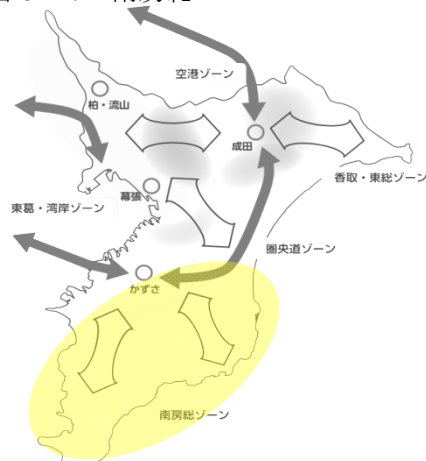 空港ゾーン
柏・流山
成田
香取・東総ゾーン
幕張
東葛・湾岸ゾーン
圏央道ゾーン
かずさ
南房総ゾーン